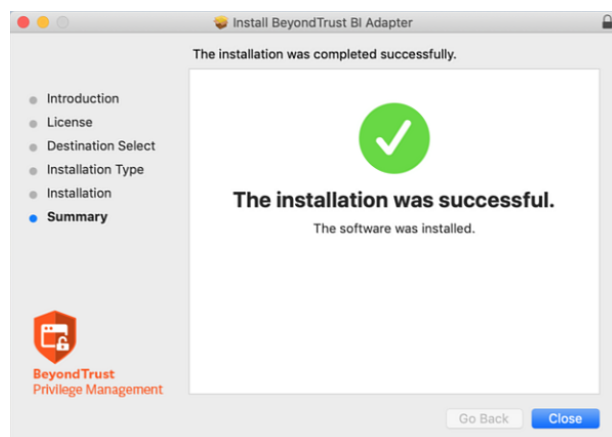 Install BeyondTrust BI Adapter
The installation was completed successfully.
Introduction
License
Destination Select
Installation Type
Installation
Summary
The installation was successful.
The software was installed.
BeyondTrust
Privilege Management
Go Back
Close